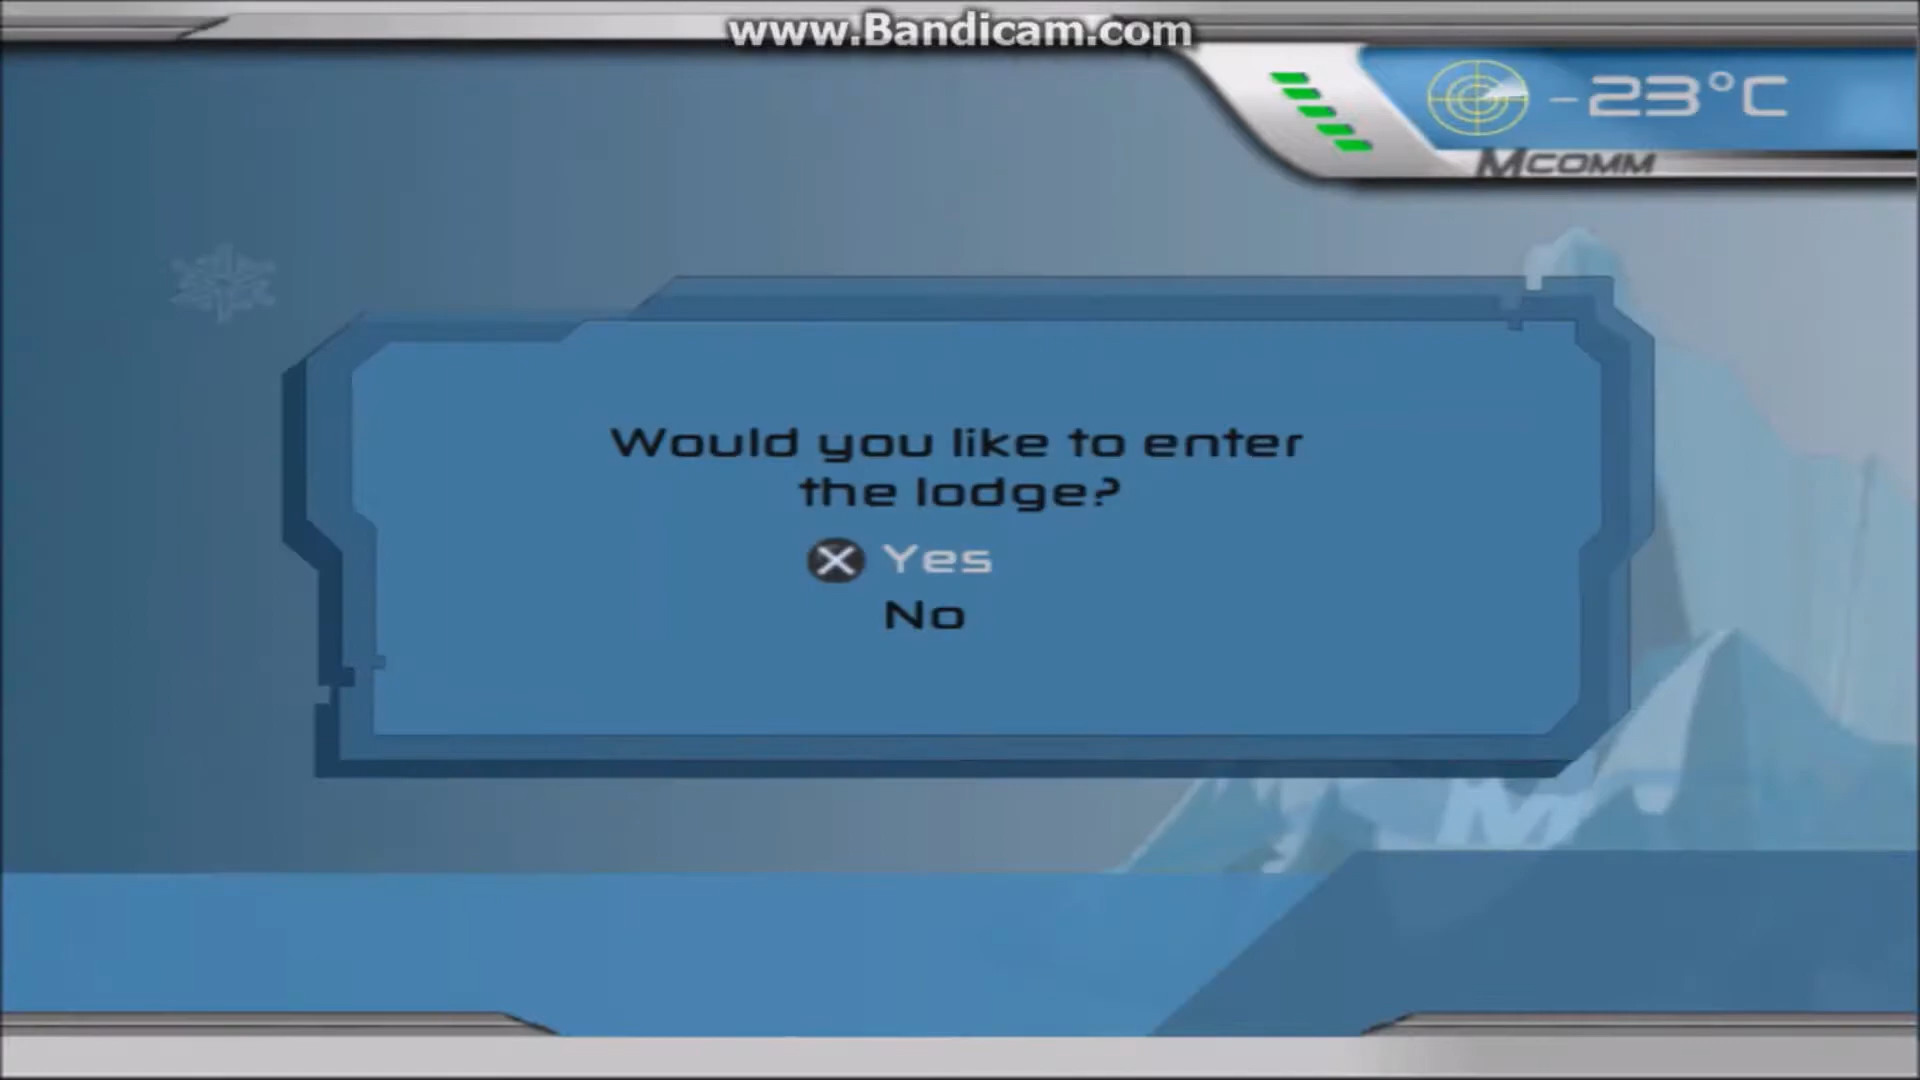 www.Bandicam.com
-23°C
MCOMM
Would you like to enter
the lodge?
Yes
No
M